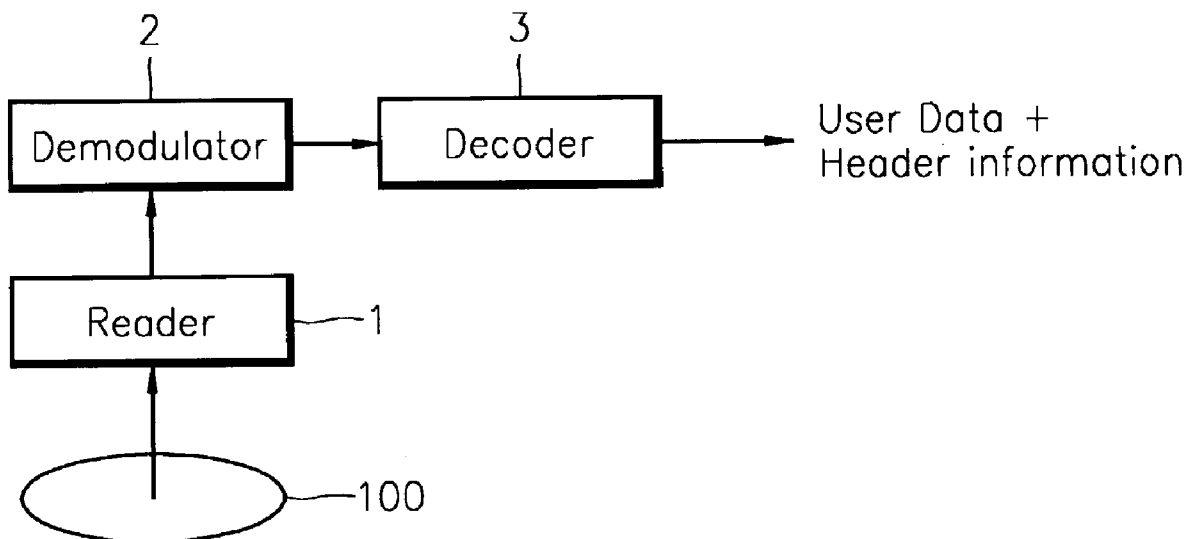 2
3
Demodulator
Decoder
User Data +
Header information
Reader
1
100